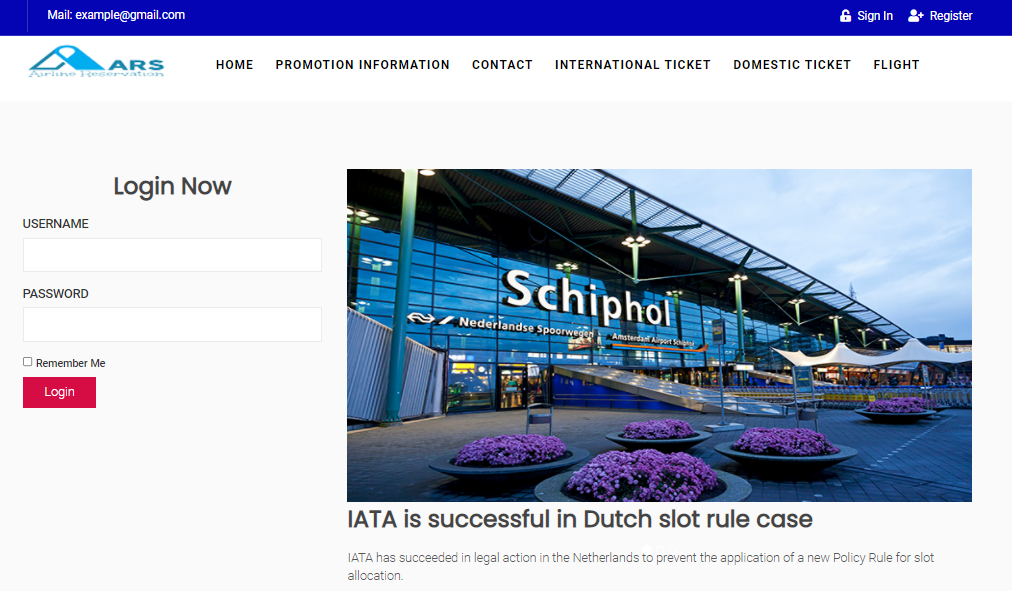 Mail: example@gmail.com
Sign In
Register
ARS
Airline Reservation
HOME
PROMOTION INFORMATION
CONTACT
INTERNATIONAL TICKET
DOMESTIC TICKET
FLIGHT
Login Now
USERNAME
PASSWORD
Remember Me
Login
Schiphol
Nederlandse Spoorwegen
Amsterdam Airport Schiphol
IATA is successful in Dutch slot rule case
IATA has succeeded in legal action in the Netherlands to prevent the application of a new Policy Rule for slot
allocation.